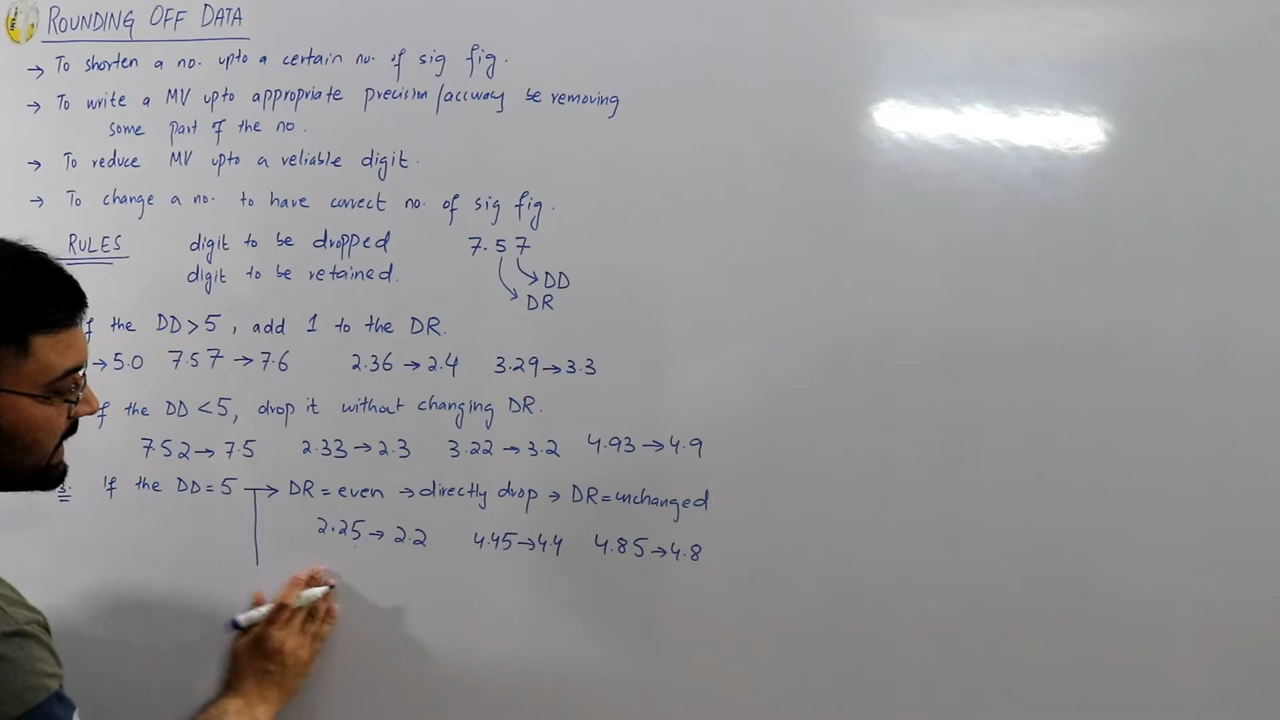 ROUNDING OFF DATA
→ To shorten a no. upto a certain no. of sig fig.
→ To write a MV upto appropriate precision/accuracy be removing
some part of the no.
→ To reduce MV upto a reliable digit.
→ To change a no. to have correct no. of sig fig.
RULES digit to be dropped 7.57
digit to be retained. DD
DR
f the DD>5, add 1 to the DR.
→5.0 7.57→7.6 2.36→2.4 3.29→3.3
f the DD<5, drop it without changing DR.
7.52→7.5 2.33→2.3 3.22→3.2 4.93→4.9
3. If the DD=5 → DR=even →directly drop → DR=unchanged
2.25→2.2 4.45→4.4 4.85→4.8